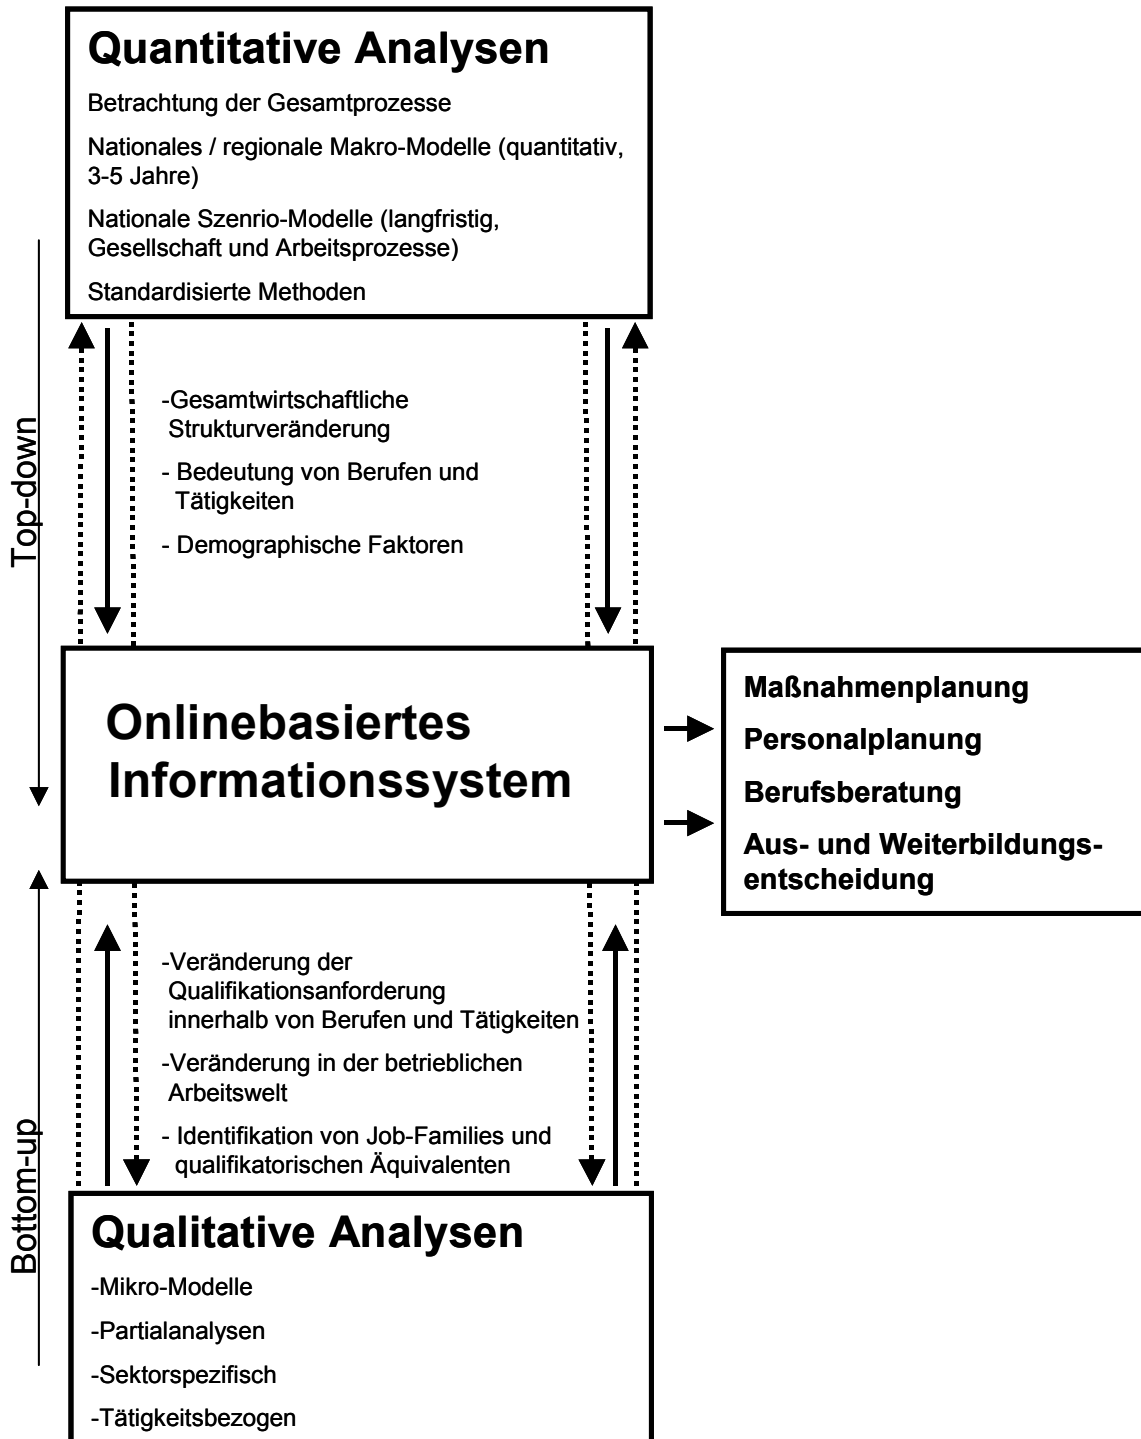 Quantitative Analysen
Betrachtung der Gesamtprozesse
Nationales / regionale Makro-Modelle (quantitativ,
3-5 Jahre)
Nationale Szenrio-Modelle (langfristig,
Gesellschaft und Arbeitsprozesse)
Standardisierte Methoden
Top-down
-Gesamtwirtschaftliche
Strukturveränderung
- Bedeutung von Berufen und
Tätigkeiten
- Demographische Faktoren
Onlinebasiertes
Informationssystem
Maßnahmenplanung
Personalplanung
Berufsberatung
Aus- und Weiterbildungs-
entscheidung
Bottom-up
-Veränderung der
Qualifikationsanforderung
innerhalb von Berufen und Tätigkeiten
-Veränderung in der betrieblichen
Arbeitswelt
- Identifikation von Job-Families und
qualifikatorischen Äquivalenten
Qualitative Analysen
-Mikro-Modelle
-Partialanalysen
-Sektorspezifisch
-Tätigkeitsbezogen